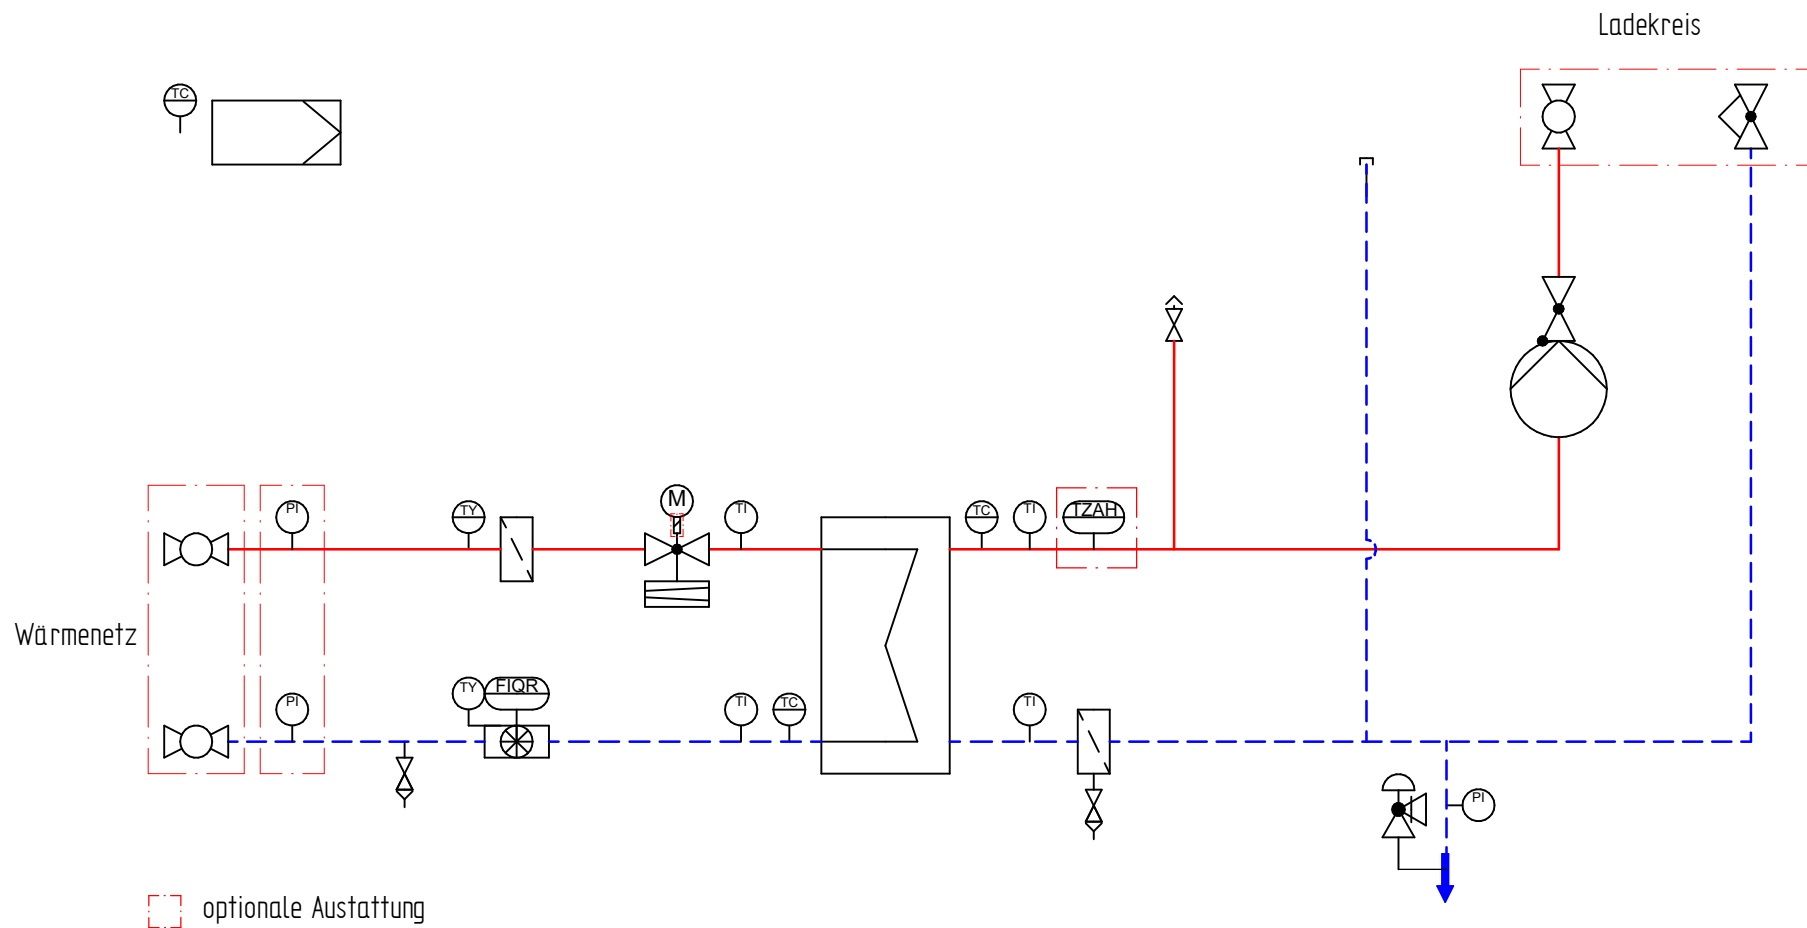 Ladekreis
TC
PI
TY
M
TI
TC
TI
TZAH
Wärmenetz
PI
TY
FIQR
TI
TC
TI
PI
optionale Austattung